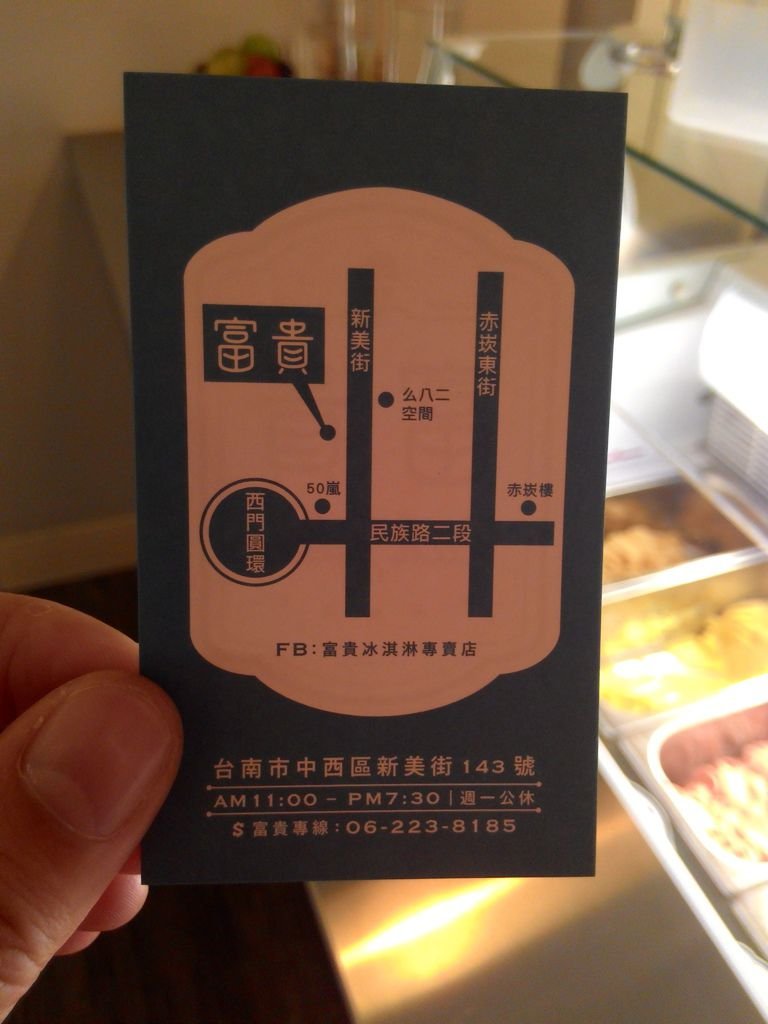 富貴
新美街
赤崁東街
么八二
空間
50嵐
赤崁樓
西門圓環
民族路二段
FB:富貴冰淇淋專賣店
台南市中西區新美街 143 號
AM11:00 – PM7:30 | 週一公休
$ 富貴專線:06-223-8185